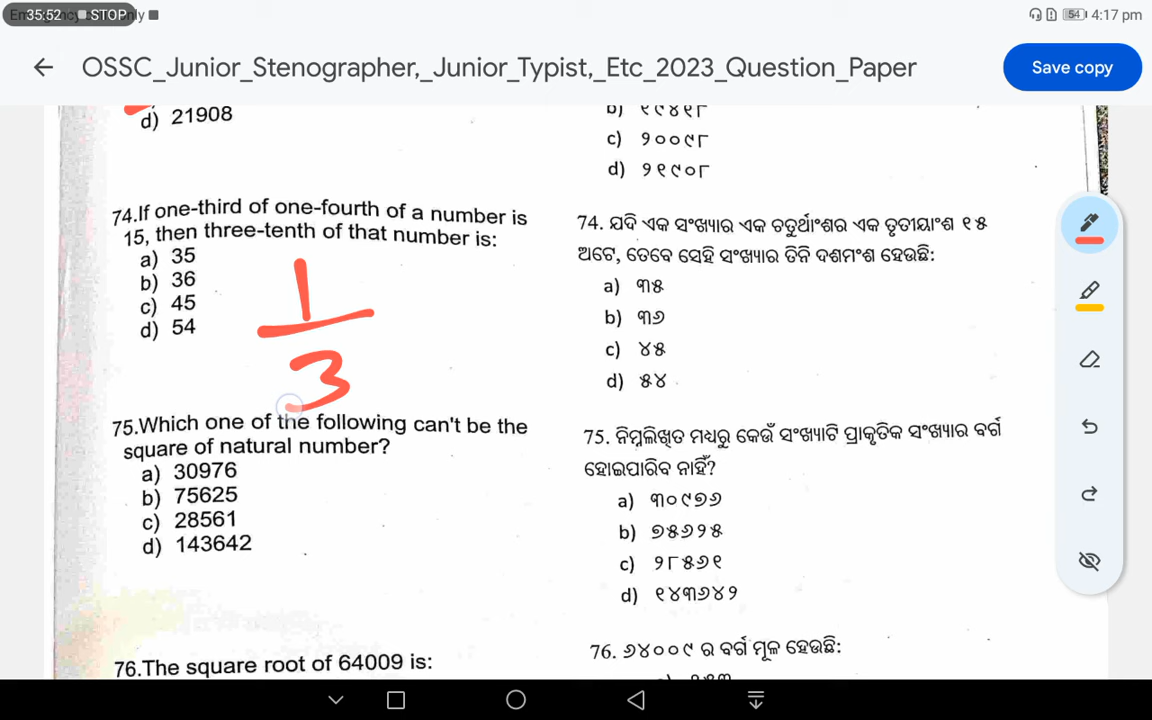 35:52 STOP
54 4:17 pm
OSSC_Junior_Stenographer,_Junior_Typist,_Etc_2023_Question_Paper
Save copy
d) 21908
b) ୧୯୪୧୮
c) ୨୦୦୯୮
d) ୨୧୯୦୮
74.If one-third of one-fourth of a number is
15, then three-tenth of that number is:
a) 35
b) 36
c) 45
d) 54
1
3
74. ଯଦି ଏକ ସଂଖ୍ୟାର ଏକ ଚତୁର୍ଥାଂଶର ଏକ ତୃତୀୟାଂଶ ୧୫
ଅଟେ, ତେବେ ସେହି ସଂଖ୍ୟାର ତିନି ଦଶମଂଶ ହେଉଛି:
a) ୩୫
b) ୩୬
c) ୪୫
d) ୫୪
75.Which one of the following can't be the
square of natural number?
a) 30976
b) 75625
c) 28561
d) 143642
75. ନିମ୍ନଲିଖିତ ମଧ୍ୟରୁ କେଉଁ ସଂଖ୍ୟାଟି ପ୍ରାକୃତିକ ସଂଖ୍ୟାର ବର୍ଗ
ହୋଇପାରିବ ନାହିଁ?
a) ୩୦୯୭୬
b) ୭୫୬୨୫
c) ୨୮୫୬୧
d) ୧୪୩୬୪୨
76.The square root of 64009 is:
76. ୬୪୦୦୯ ର ବର୍ଗ ମୂଳ ହେଉଛି: